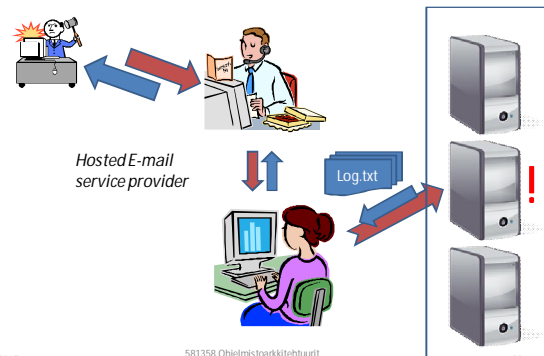 Hosted E-mail
service provider
Log.txt
!
581358 Ohjelmistoarkkitehtuurit